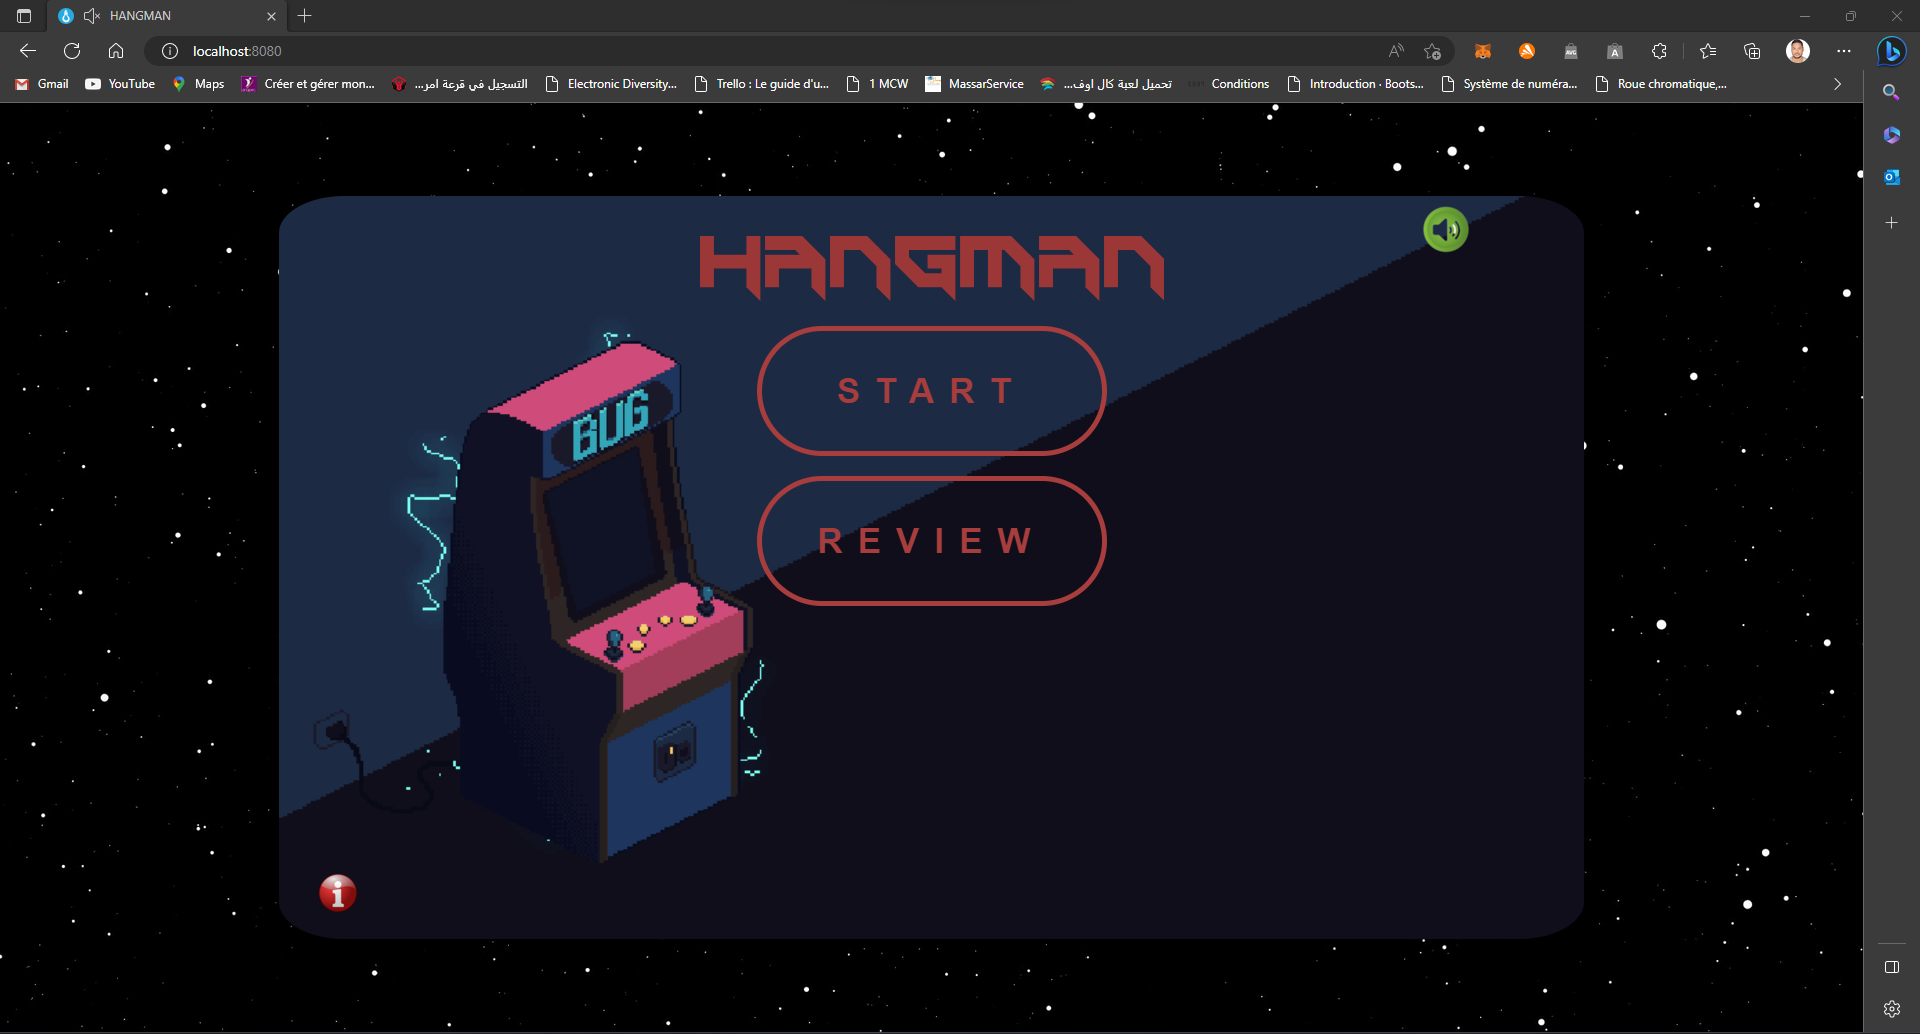 HANGMAN
localhost:8080
Gmail
YouTube
Maps
Créer et gérer mon...
التسجيل في قرعة امر...
Electronic Diversity...
Trello : Le guide d'u...
1 MCW
MassarService
تحميل لعبة كال اوف...
Conditions
Introduction · Boots...
Système de numéra...
Roue chromatique,...
HANGMAN
START
BUG
REVIEW